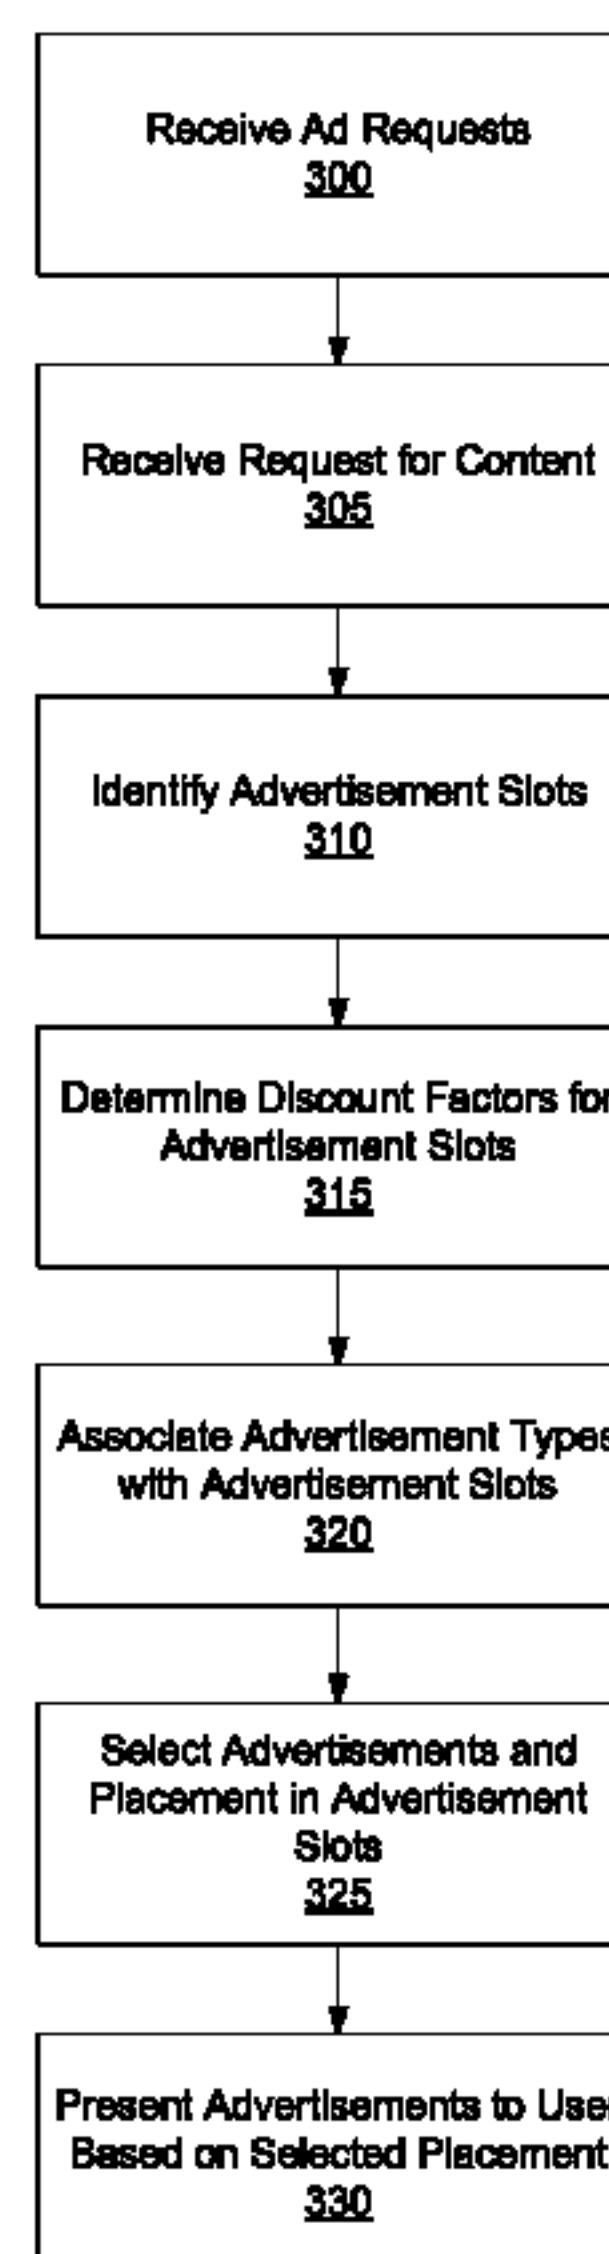 Receive Ad Requests
300
Receive Request for Content
305
Identify Advertisement Slots
310
Determine Discount Factors for
Advertisement Slots
315
Associate Advertisement Types
with Advertisement Slots
320
Select Advertisements and
Placement in Advertisement
Slots
325
Present Advertisements to User
Based on Selected Placement
330